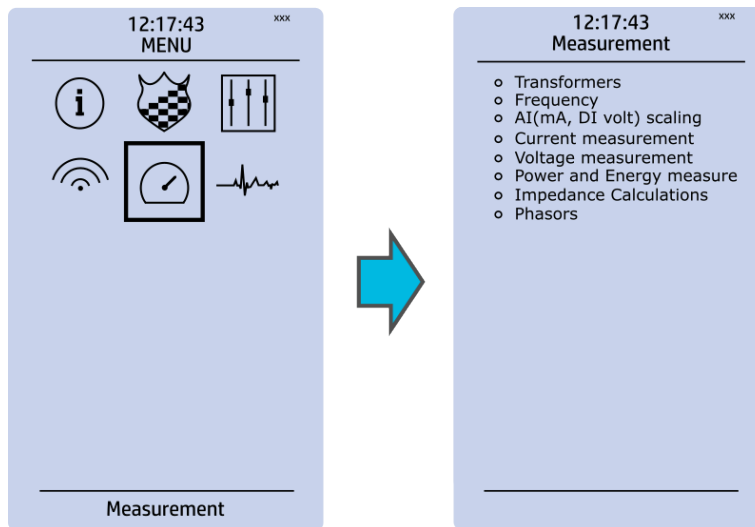 12:17:43
xxx
MENU
i
Measurement
12:17:43
xxx
Measurement
Transformers
Frequency
AI(mA, DI volt) scaling
Current measurement
Voltage measurement
Power and Energy measure
Impedance Calculations
Phasors